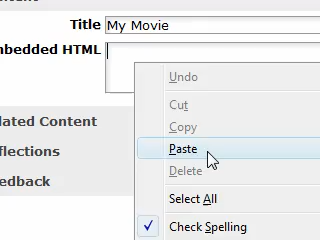 Title My Movie
mbedded HTML
Undo
Cut
Copy
lated Content
Paste
flections
Delete
edback
Select All
Check Spelling